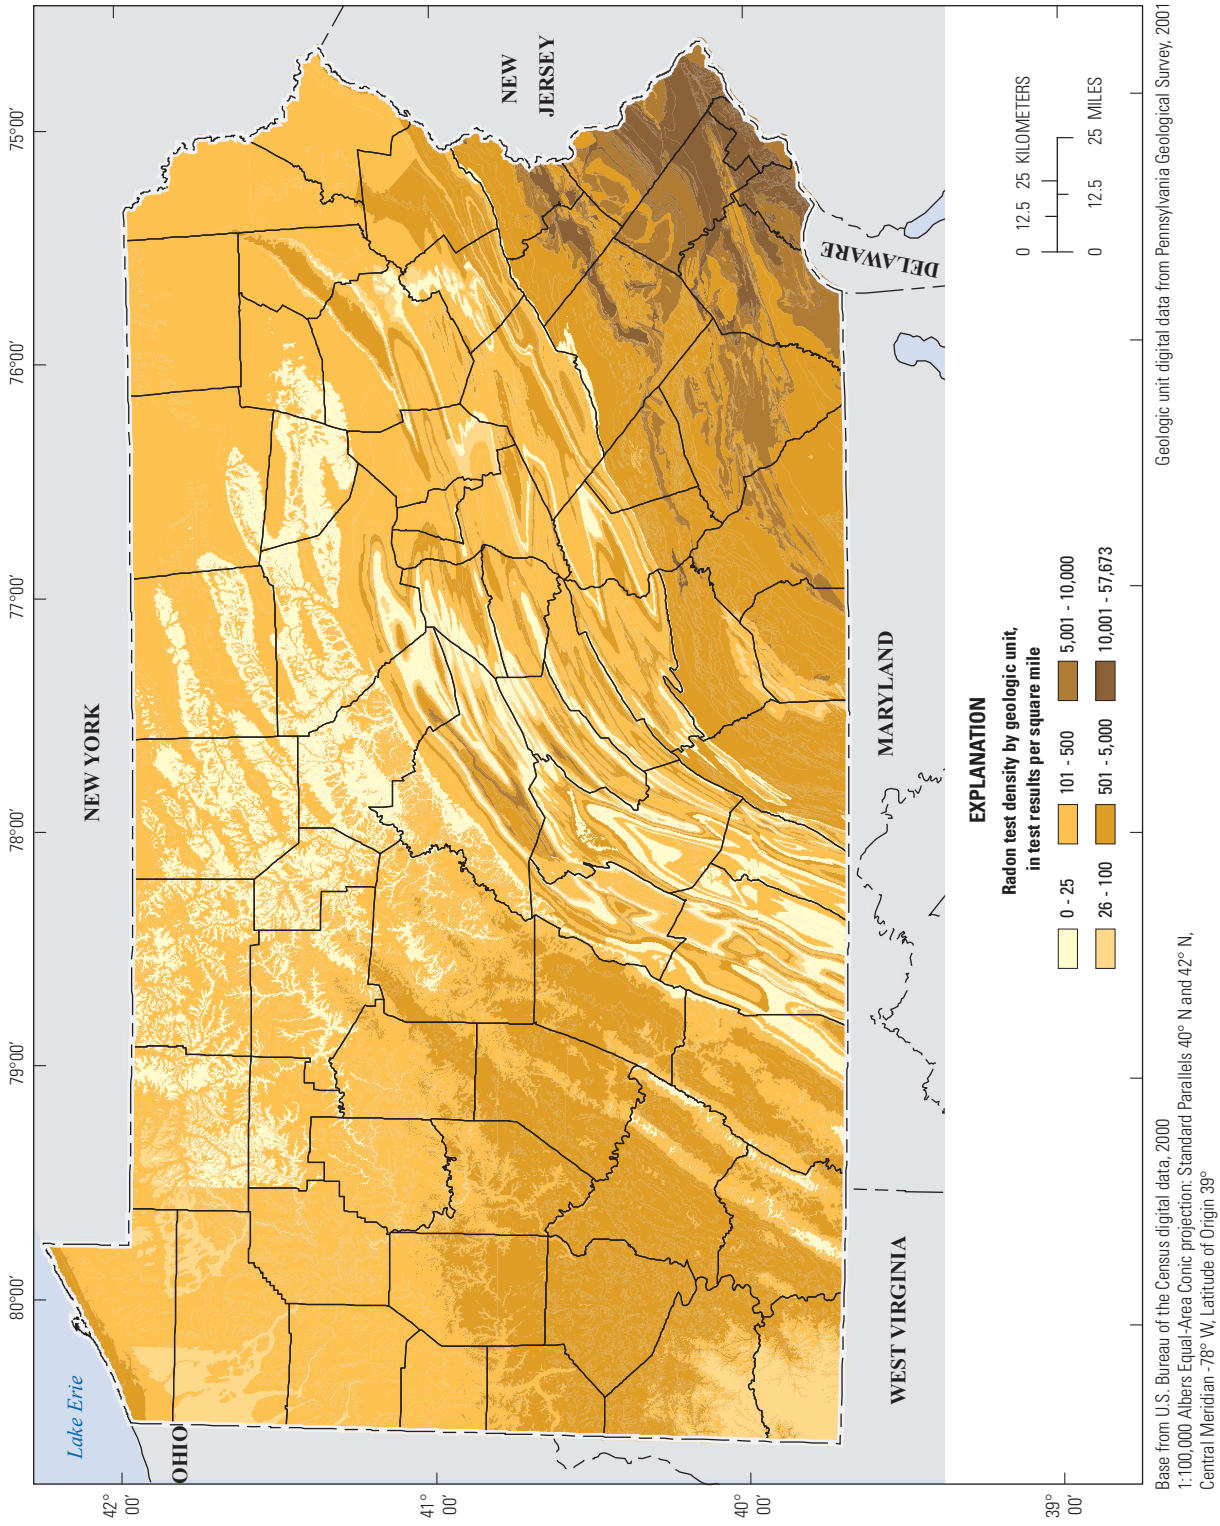 80°00'
79°00'
78°00'
77°00'
76°00'
75°00'
42°
00'
41°
00'
40°
00'
39°
00'
Lake Erie
NEW YORK
OHIO
NEW
JERSEY
WEST VIRGINIA
MARYLAND
DELAWARE
EXPLANATION
Radon test density by geologic unit,
in test results per square mile
0 - 25
26 - 100
101 - 500
501 - 5,000
5,001 - 10,000
10,001 - 57,673
0 12.5 25 KILOMETERS
0 12.5 25 MILES
Base from U.S. Bureau of the Census digital data, 2000
1:100,000 Albers Equal-Area Conic projection: Standard Parallels 40° N and 42° N,
Central Meridian -78° W, Latitude of Origin 39°
Geologic unit digital data from Pennsylvania Geological Survey, 2001